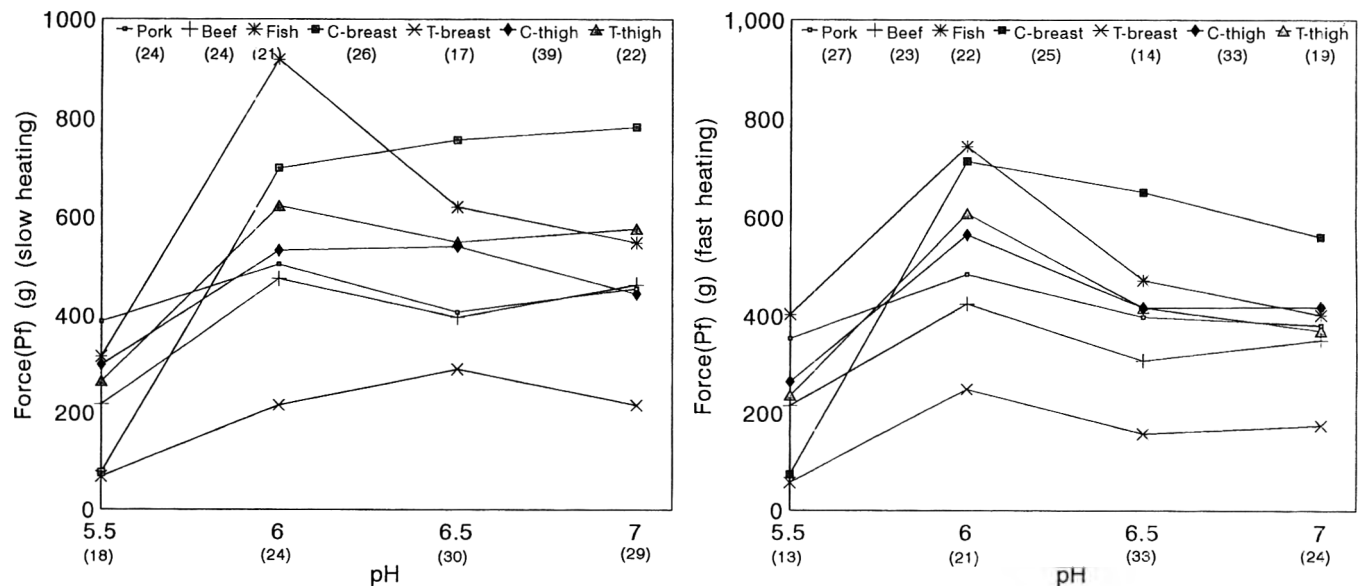 1000
Pork Beef Fish C-breast T-breast C-thigh T-thigh
(24) (24) (21) (26) (17) (39) (22)
800
600
400
200
0
Force(Pf) (g) (slow heating)
5.5 6 6.5 7
(18) (24) (30) (29)
pH
1,000
Pork Beef Fish C-breast T-breast C-thigh T-thigh
(27) (23) (22) (25) (14) (33) (19)
800
600
400
200
0
Force(Pf) (g) (fast heating)
5.5 6 6.5 7
(13) (21) (33) (24)
pH